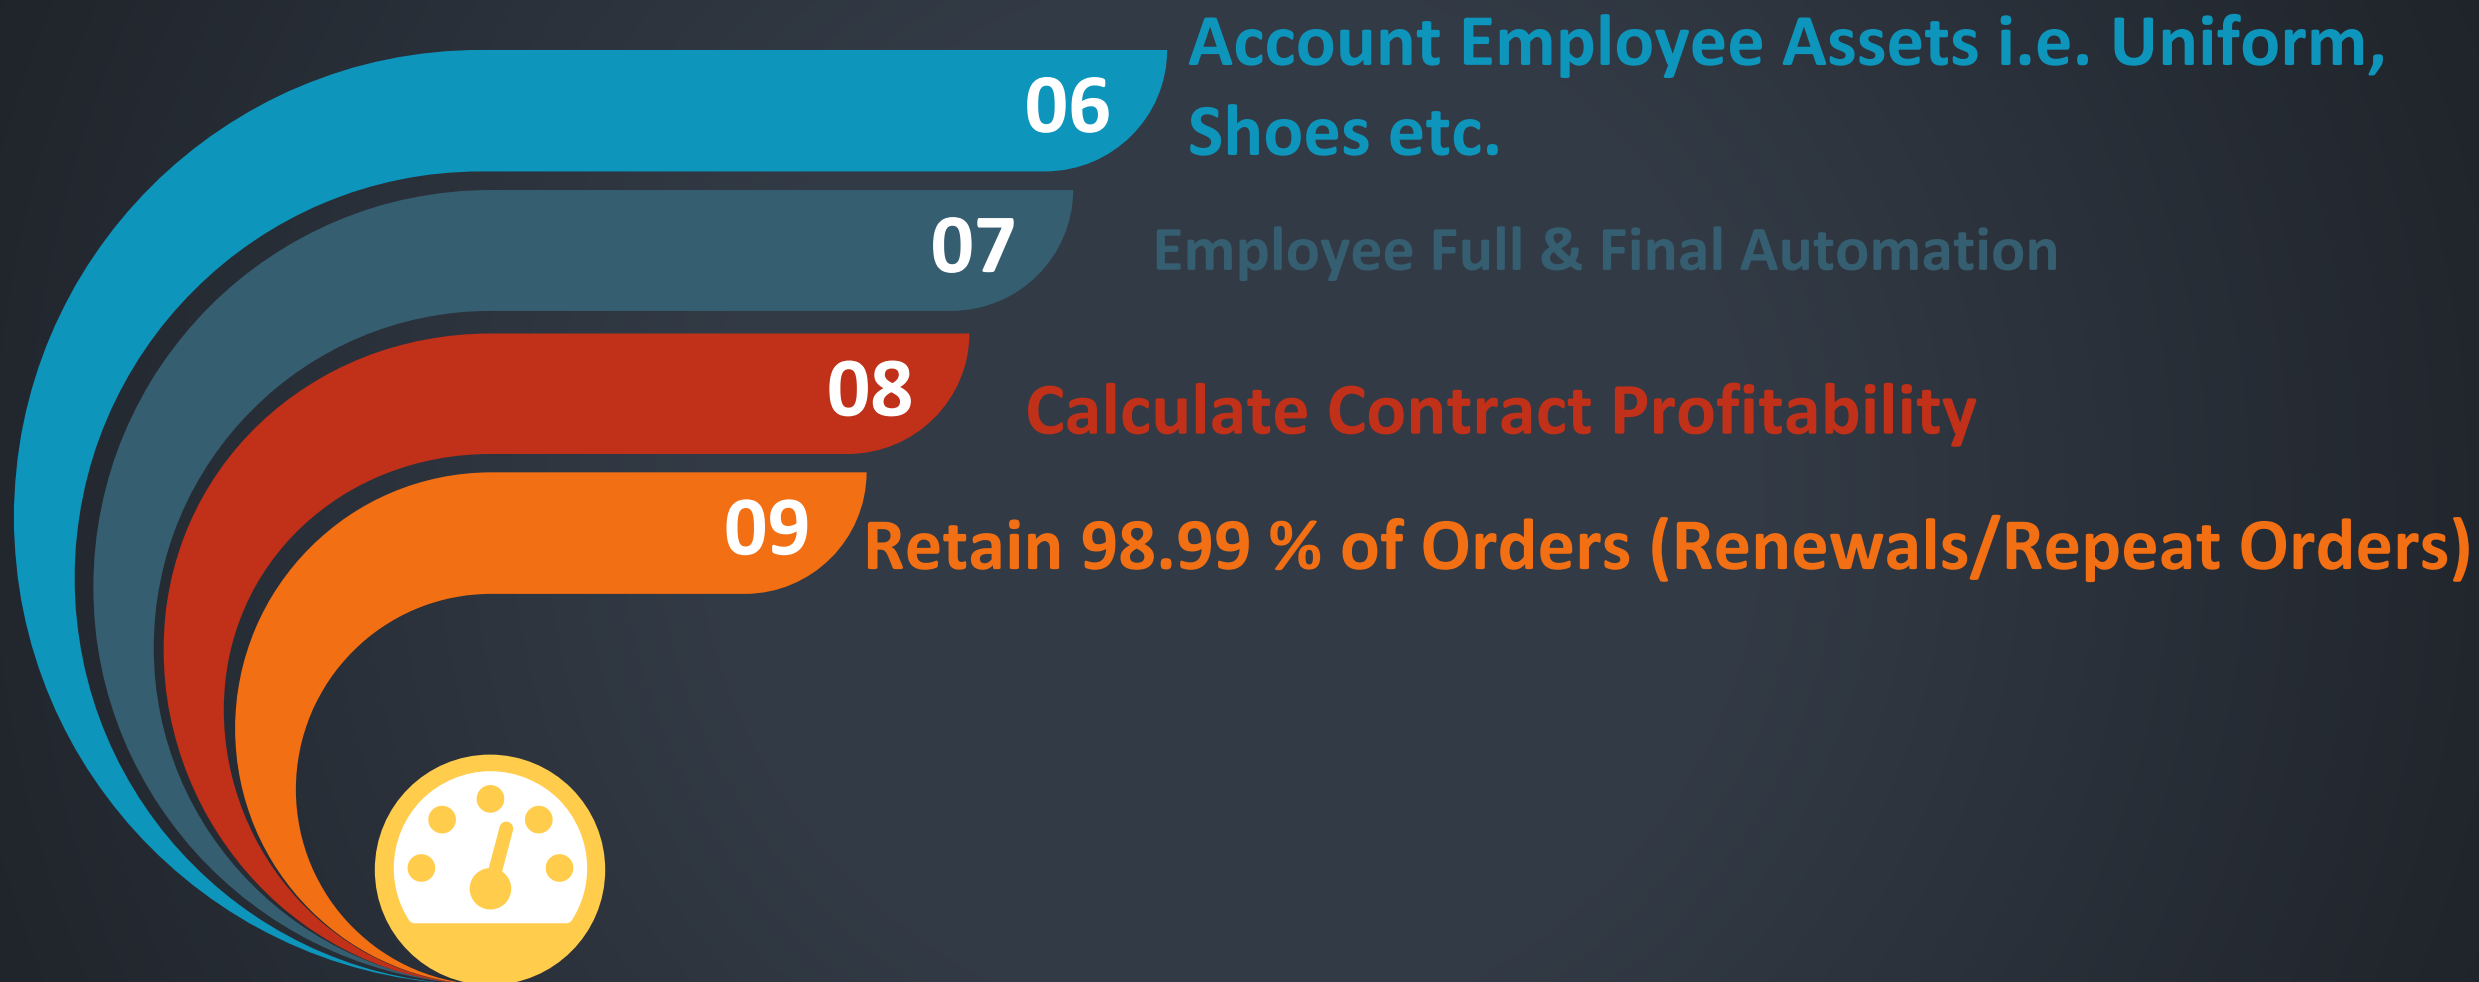 06
Account Employee Assets i.e. Uniform,
Shoes etc.
07
Employee Full & Final Automation
08
Calculate Contract Profitability
09
Retain 98.99 % of Orders (Renewals/Repeat Orders)